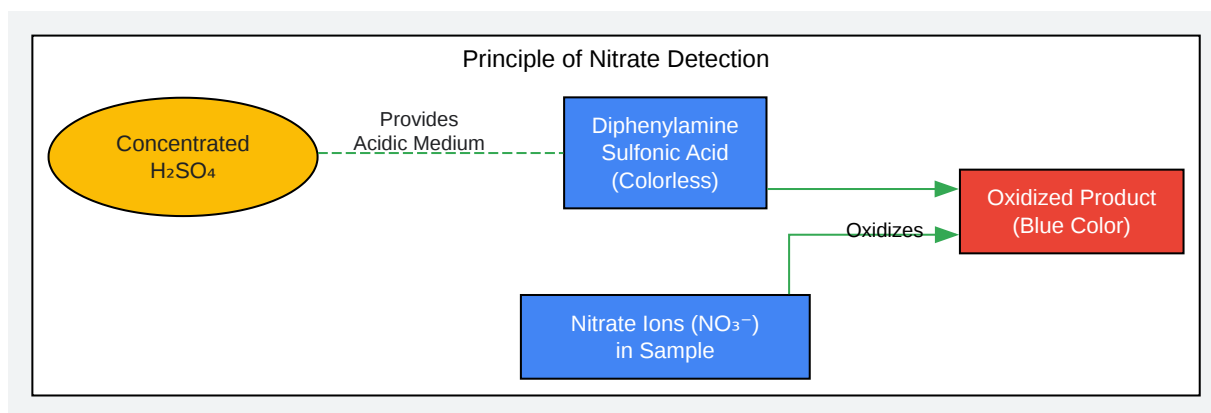 Principle of Nitrate Detection
Concentrated
H₂SO₄
Provides
Acidic Medium
Diphenylamine
Sulfonic Acid
(Colorless)
Oxidized Product
(Blue Color)
Oxidizes
Nitrate Ions (NO₃⁻)
in Sample